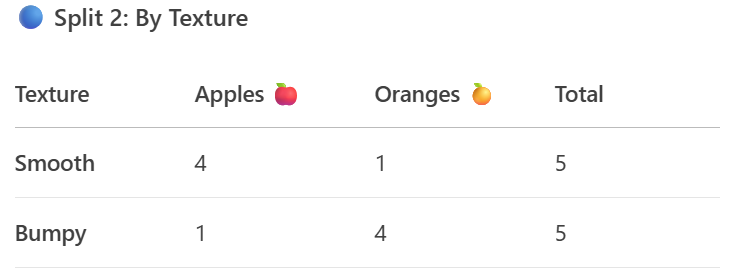 🔵 Split 2: By Texture
Texture Apples 🍎 Oranges 🍊 Total
Smooth 4 1 5
Bumpy 1 4 5